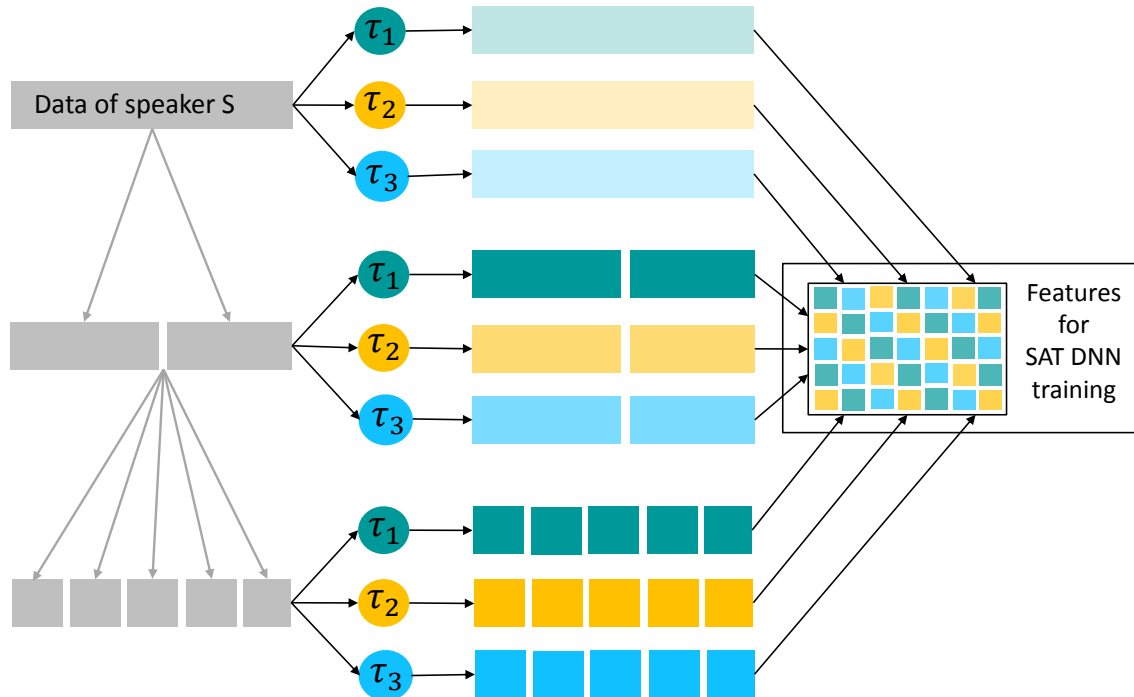 τ1
Data of speaker S
τ2
τ3
τ1
τ2
τ3
Features
for
SAT DNN
training
τ1
τ2
τ3